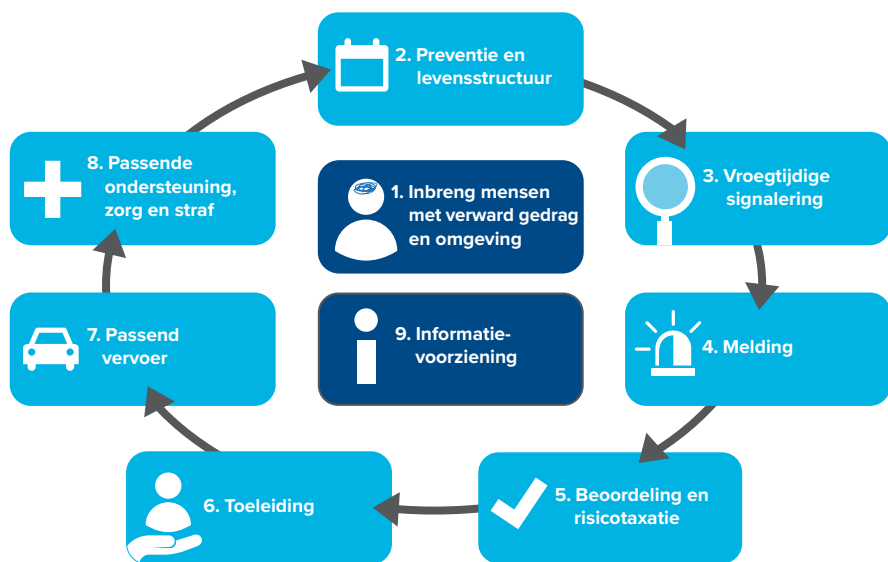 2. Preventie en
levensstructuur
8. Passende
ondersteuning,
zorg en straf
1. Inbreng mensen
met verward gedrag
en omgeving
3. Vroegtijdige
signalering
7. Passend
vervoer
9. Informatie-
voorziening
4. Melding
6. Toeleiding
5. Beoordeling en
risicotaxatie